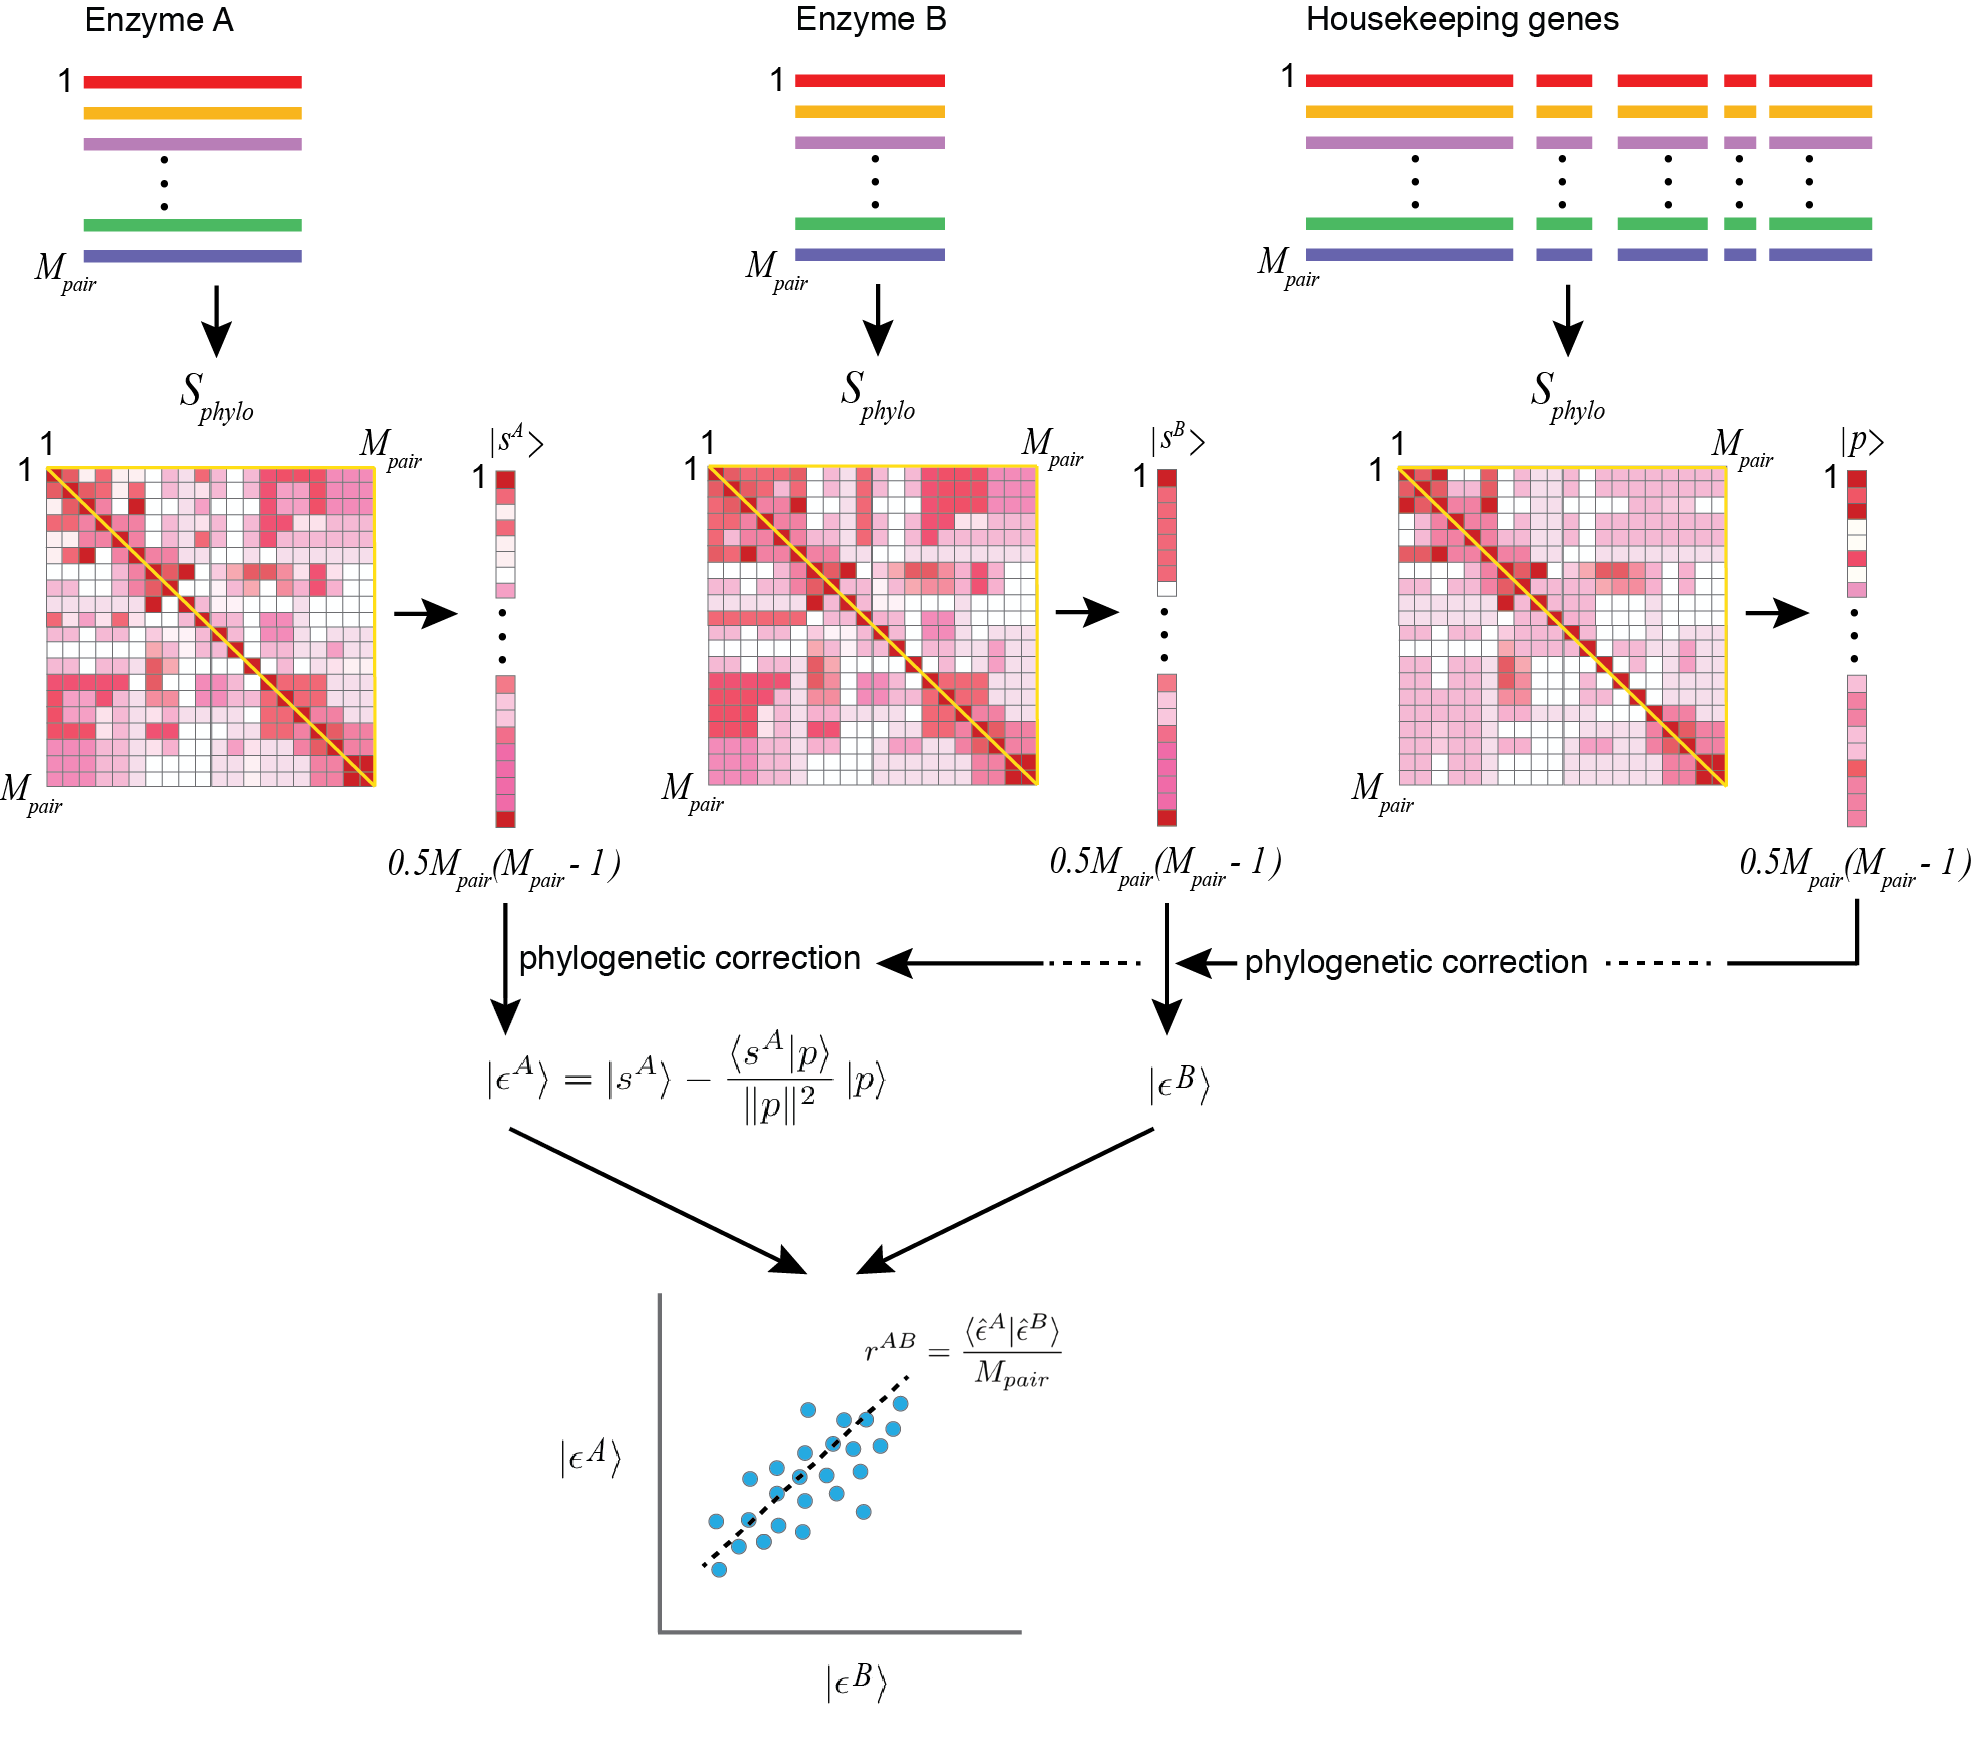 Enzyme A
Enzyme B
Housekeeping genes
1
1
1
M_pair
M_pair
M_pair
S_phylo
S_phylo
S_phylo
1
M_pair
|s^A>
1
M_pair
|s^B>
1
M_pair
|p>
1
1
1
1
1
1
M_pair
M_pair
M_pair
0.5M_pair(M_pair - 1)
0.5M_pair(M_pair - 1)
0.5M_pair(M_pair - 1)
phylogenetic correction
phylogenetic correction
|ϵ^A⟩ = |s^A⟩ − ⟨s^A|p⟩ / ‖p‖² |p⟩
|ϵ^B⟩
r^AB = ⟨ϵ̂^A|ϵ̂^B⟩ / M_pair
|ϵ^A⟩
|ϵ^B⟩